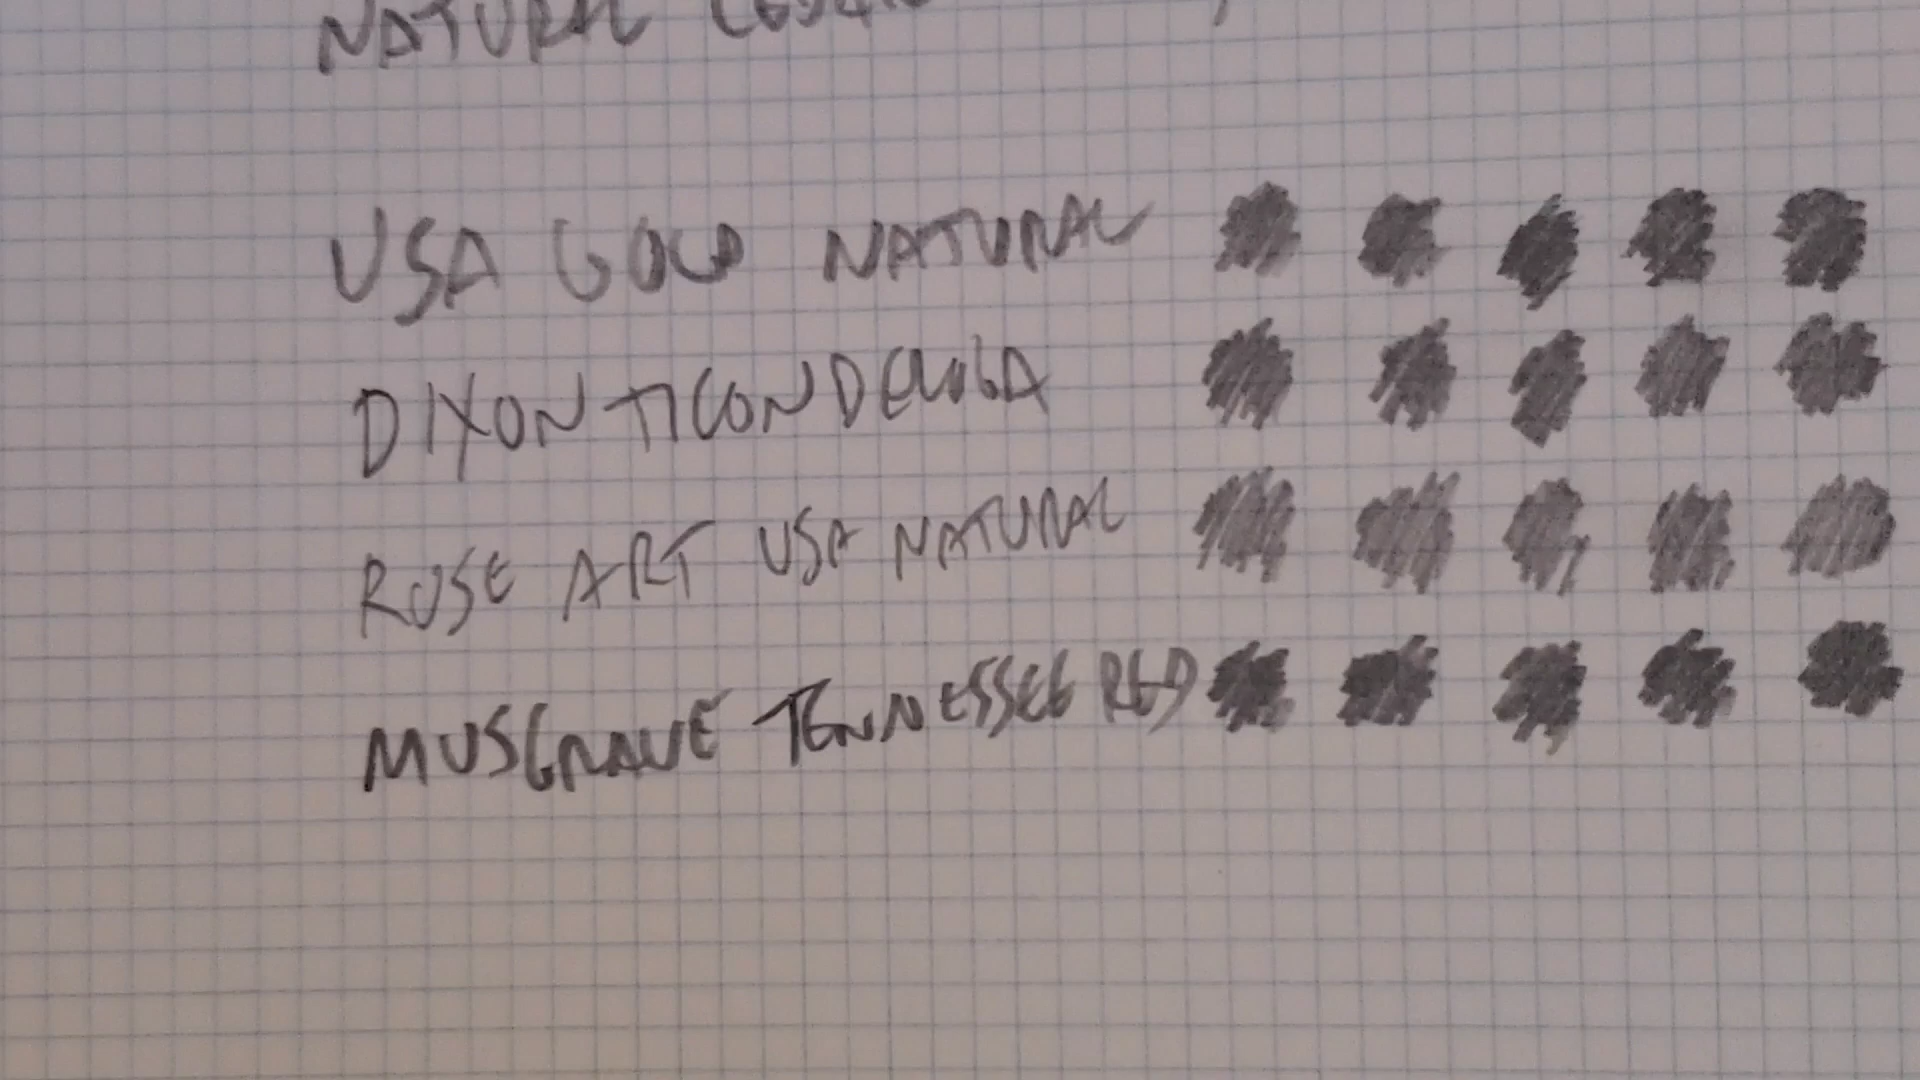 NATURAL
USA GOLD NATURAL
DIXON TICONDEROGA
ROSE ART USA NATURAL
MUSGRAVE TENNESSEE RED